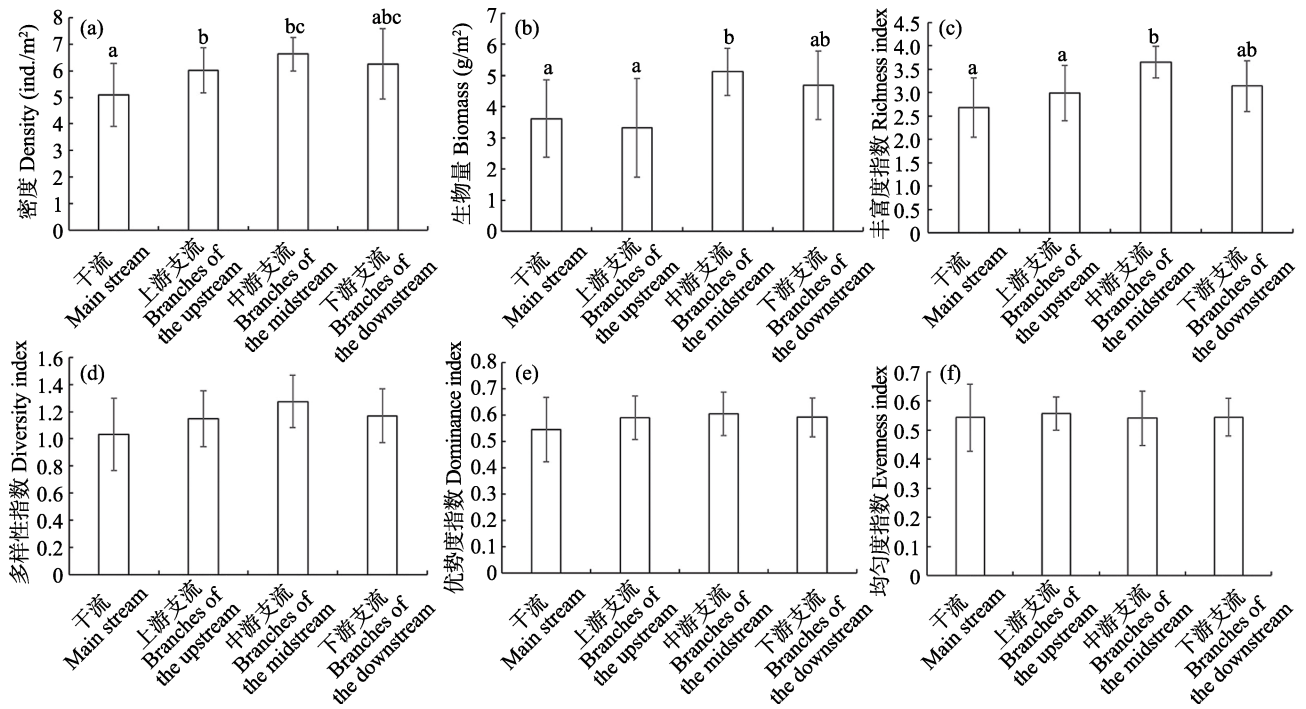 (a)
密度 Density (ind./m²)
8
7
6
5
4
3
2
1
0
a
b
bc
abc
干流
Main stream
上游支流
Branches of
the upstream
中游支流
Branches of
the midstream
下游支流
Branches of
the downstream
(b)
生物量 Biomass (g/m²)
7
6
5
4
3
2
1
0
a
a
b
ab
干流
Main stream
上游支流
Branches of
the upstream
中游支流
Branches of
the midstream
下游支流
Branches of
the downstream
(c)
丰富度指数 Richness index
4.5
4.0
3.5
3.0
2.5
2.0
1.5
1.0
0.5
0
a
a
b
ab
干流
Main stream
上游支流
Branches of
the upstream
中游支流
Branches of
the midstream
下游支流
Branches of
the downstream
(d)
多样性指数 Diversity index
1.6
1.4
1.2
1.0
0.8
0.6
0.4
0.2
0
干流
Main stream
上游支流
Branches of
the upstream
中游支流
Branches of
the midstream
下游支流
Branches of
the downstream
(e)
优势度指数 Dominance index
0.8
0.7
0.6
0.5
0.4
0.3
0.2
0.1
0
干流
Main stream
上游支流
Branches of
the upstream
中游支流
Branches of
the midstream
下游支流
Branches of
the downstream
(f)
均匀度指数 Evenness index
0.7
0.6
0.5
0.4
0.3
0.2
0.1
0
干流
Main stream
上游支流
Branches of
the upstream
中游支流
Branches of
the midstream
下游支流
Branches of
the downstream